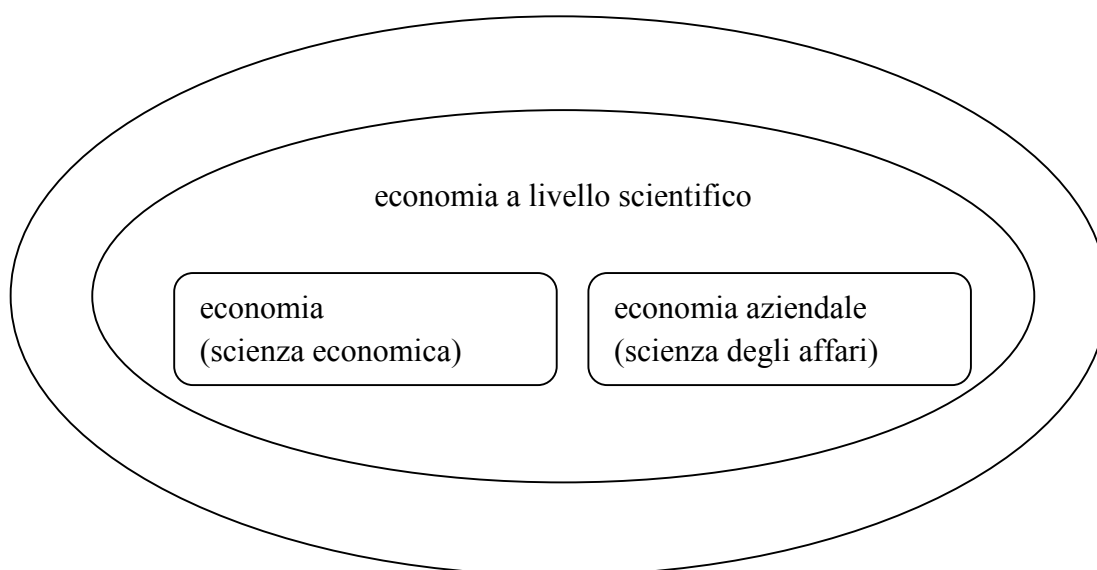 economia a livello scientifico
economia
(scienza economica)
economia aziendale
(scienza degli affari)